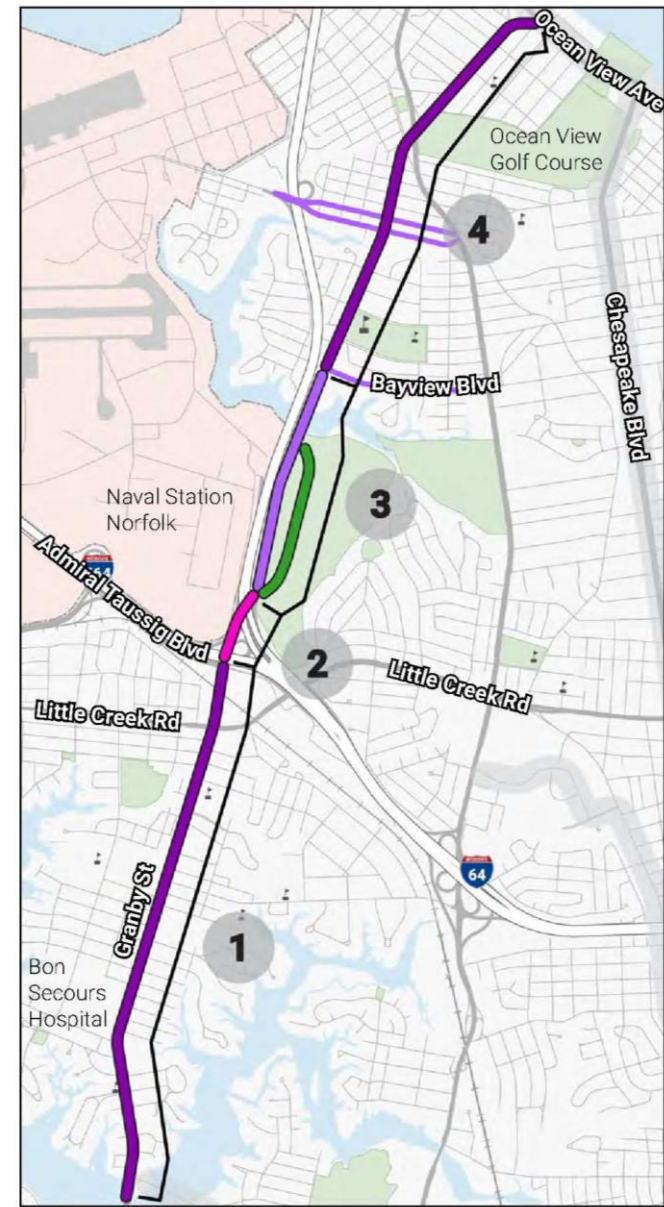 Ocean View Ave
Ocean View
Golf Course
4
Chesapeake Blvd
Bayview Blvd
3
Naval Station
Norfolk
Admiral Taussig Blvd
64
2
Little Creek Rd
Little Creek Rd
64
Granby St
1
Bon
Secours
Hospital